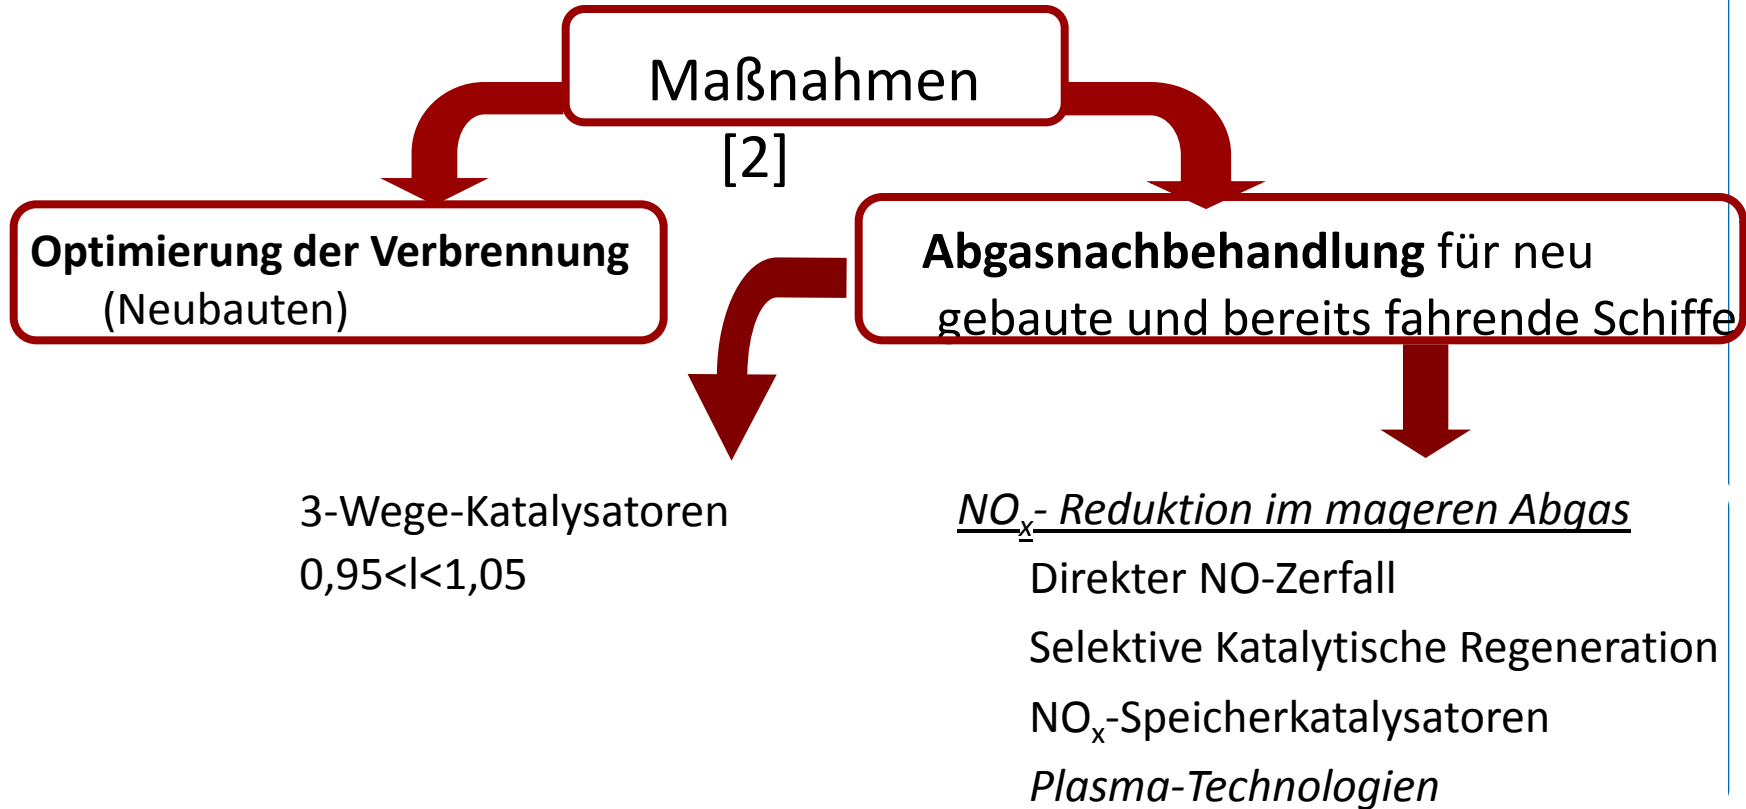 Maßnahmen
[2]
Optimierung der Verbrennung
(Neubauten)
Abgasnachbehandlung für neu
gebaute und bereits fahrende Schiffe
3-Wege-Katalysatoren
0,95<l<1,05
NOx- Reduktion im mageren Abgas
Direkter NO-Zerfall
Selektive Katalytische Regeneration
NOx-Speicherkatalysatoren
Plasma-Technologien